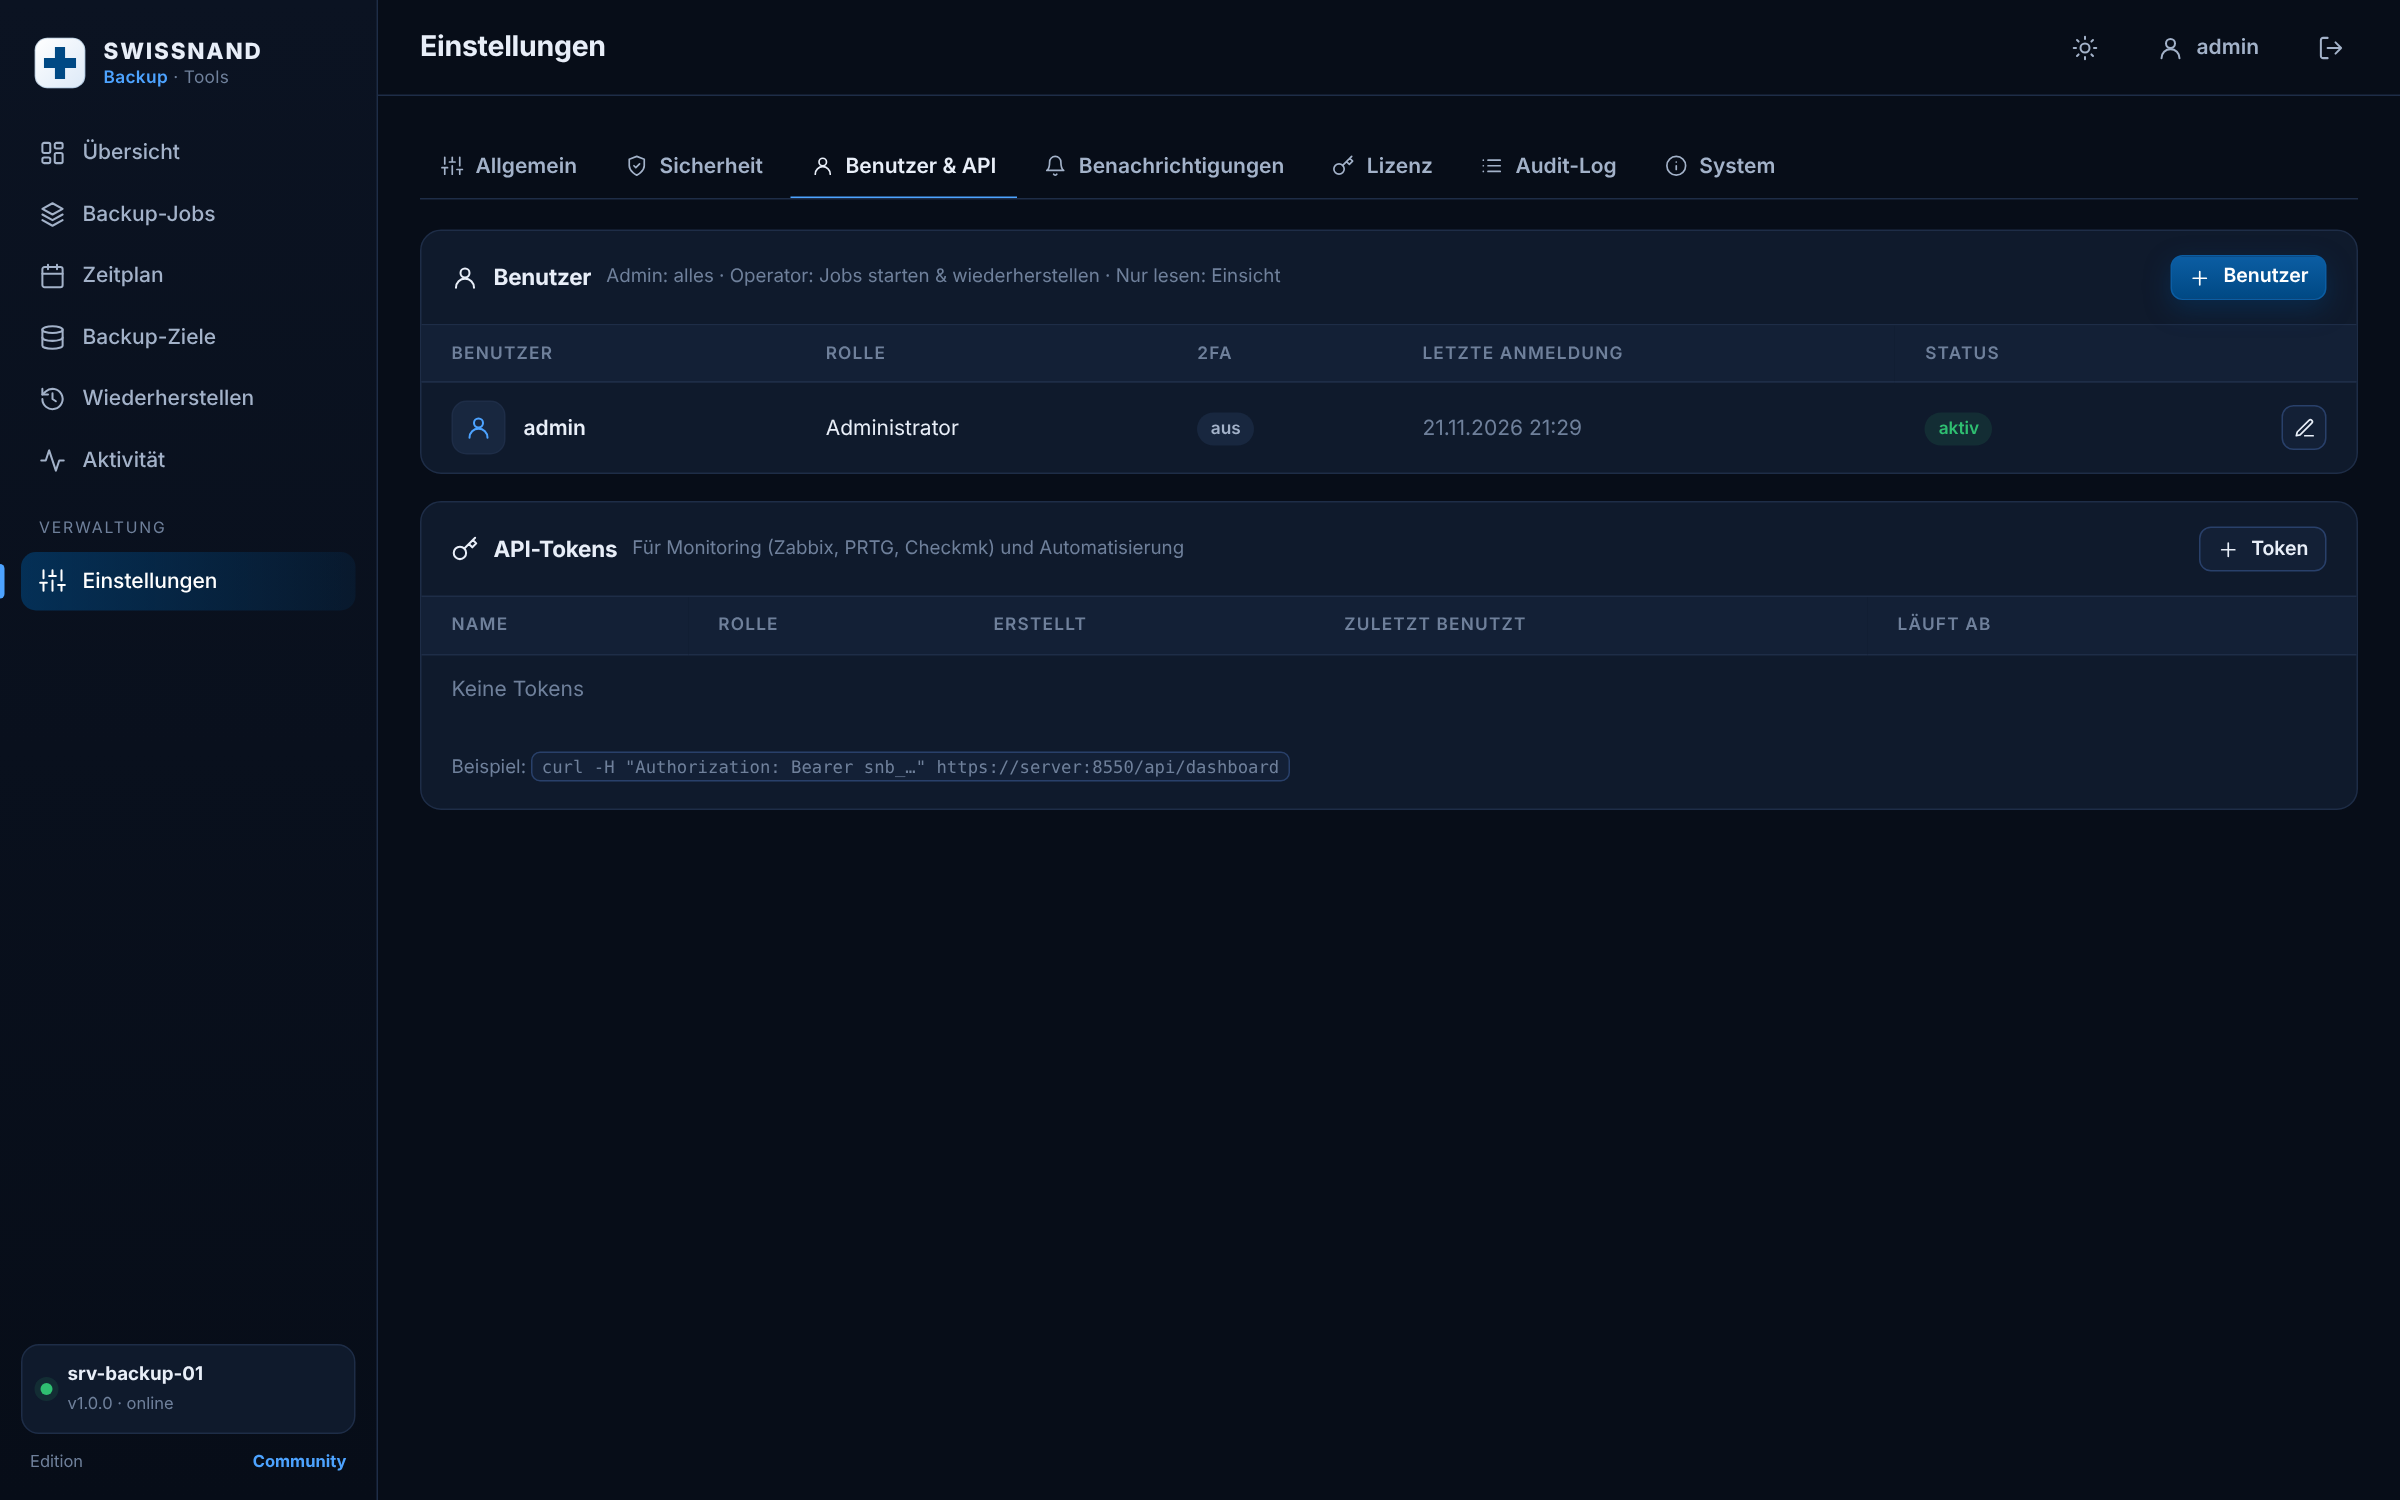 SWISSNAND
Backup · Tools
Übersicht
Backup-Jobs
Zeitplan
Backup-Ziele
Wiederherstellen
Aktivität
VERWALTUNG
Einstellungen
srv-backup-01
v1.0.0 · online
Edition Community
Einstellungen
admin
Allgemein Sicherheit Benutzer & API Benachrichtigungen Lizenz Audit-Log System
Benutzer Admin: alles · Operator: Jobs starten & wiederherstellen · Nur lesen: Einsicht
Benutzer
BENUTZER ROLLE 2FA LETZTE ANMELDUNG STATUS
admin Administrator aus 21.11.2026 21:29 aktiv
API-Tokens Für Monitoring (Zabbix, PRTG, Checkmk) und Automatisierung
Token
NAME ROLLE ERSTELLT ZULETZT BENUTZT LÄUFT AB
Keine Tokens
Beispiel: curl -H "Authorization: Bearer snb_…" https://server:8550/api/dashboard